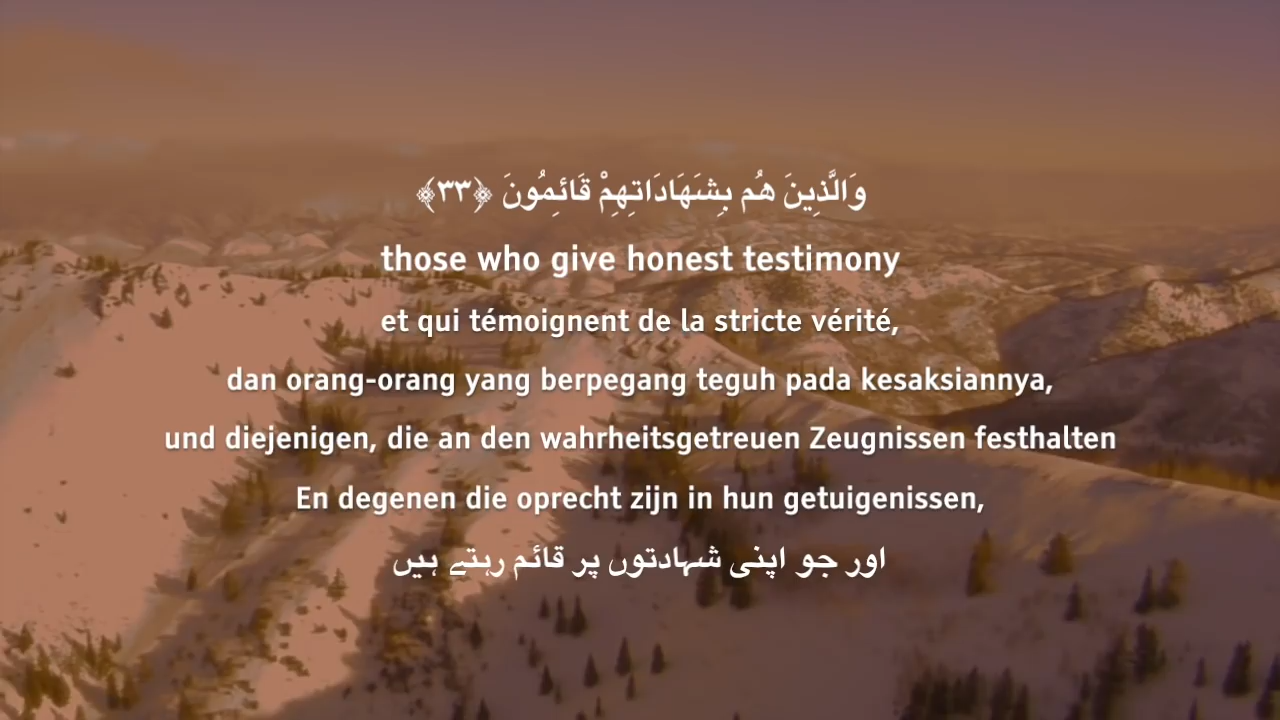 وَالَّذِينَ هُم بِشَهَادَاتِهِمْ قَائِمُونَ ﴿٣٣﴾
those who give honest testimony
et qui témoignent de la stricte vérité,
dan orang-orang yang berpegang teguh pada kesaksiannya,
und diejenigen, die an den wahrheitsgetreuen Zeugnissen festhalten
En degenen die oprecht zijn in hun getuigenissen,
اور جو اپنی شہادتوں پر قائم رہتے ہیں